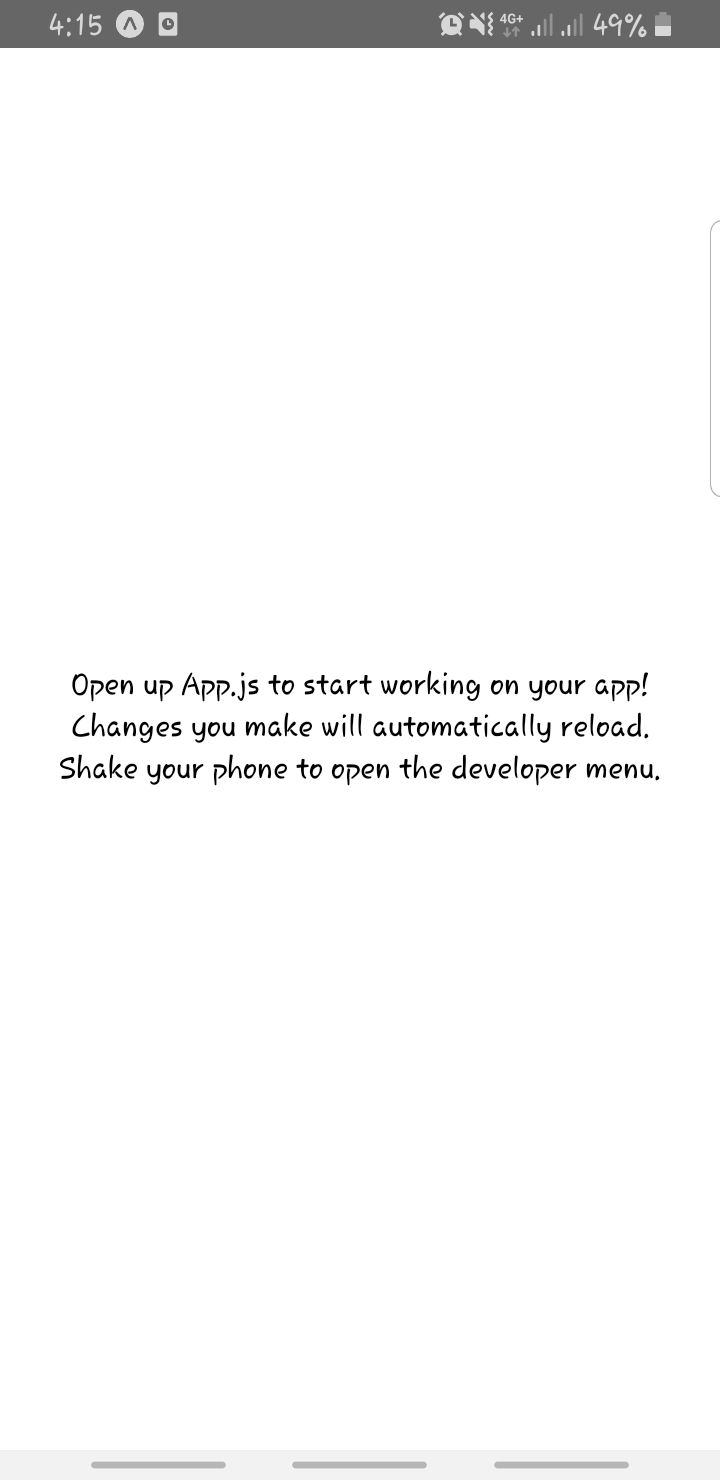 4:15 4G+ 49%
Open up App.js to start working on your app!
Changes you make will automatically reload.
Shake your phone to open the developer menu.